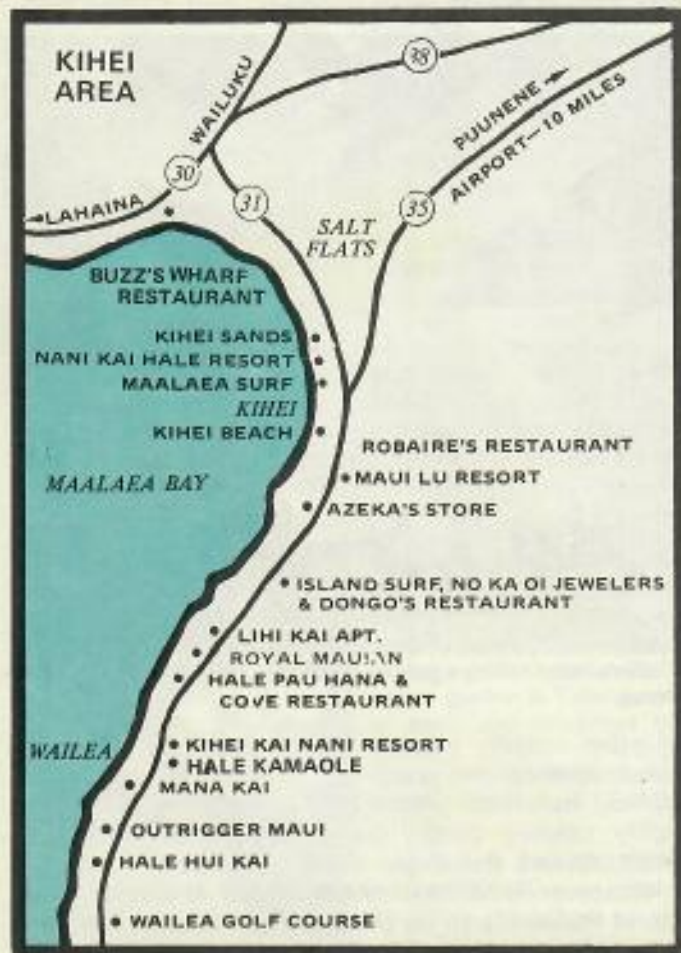 KIHEI
AREA
38
WAILUKU
PUUNENE
AIRPORT—10 MILES
30
LAHAINA
31
35
SALT
FLATS
BUZZ'S WHARF
RESTAURANT
KIHEI SANDS
NANI KAI HALE RESORT
MAALAEA SURF
KIHEI
KIHEI BEACH
ROBAIRE'S RESTAURANT
MAUI LU RESORT
MAALAEA BAY
AZEKA'S STORE
ISLAND SURF, NO KA OI JEWELERS
& DONGO'S RESTAURANT
LIHI KAI APT.
ROYAL MAUIAN
HALE PAU HANA &
COVE RESTAURANT
WAILEA
KIHEI KAI NANI RESORT
HALE KAMAOLE
MANA KAI
OUTRIGGER MAUI
HALE HUI KAI
WAILEA GOLF COURSE